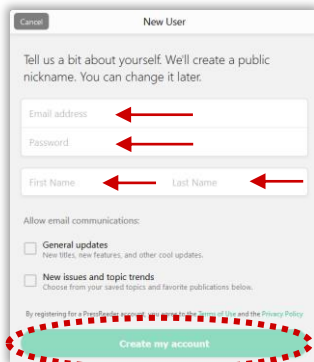 Cancel New User
Tell us a bit about yourself. We'll create a public
nickname. You can change it later.
Email address
Password
First Name Last Name
Allow email communications:
General updates
New titles, new features, and other cool updates.
New issues and topic trends
Choose from your saved topics and favorite publications below.
By registering for a PressReader account, you agree to the Terms of Use and the Privacy Policy
Create my account